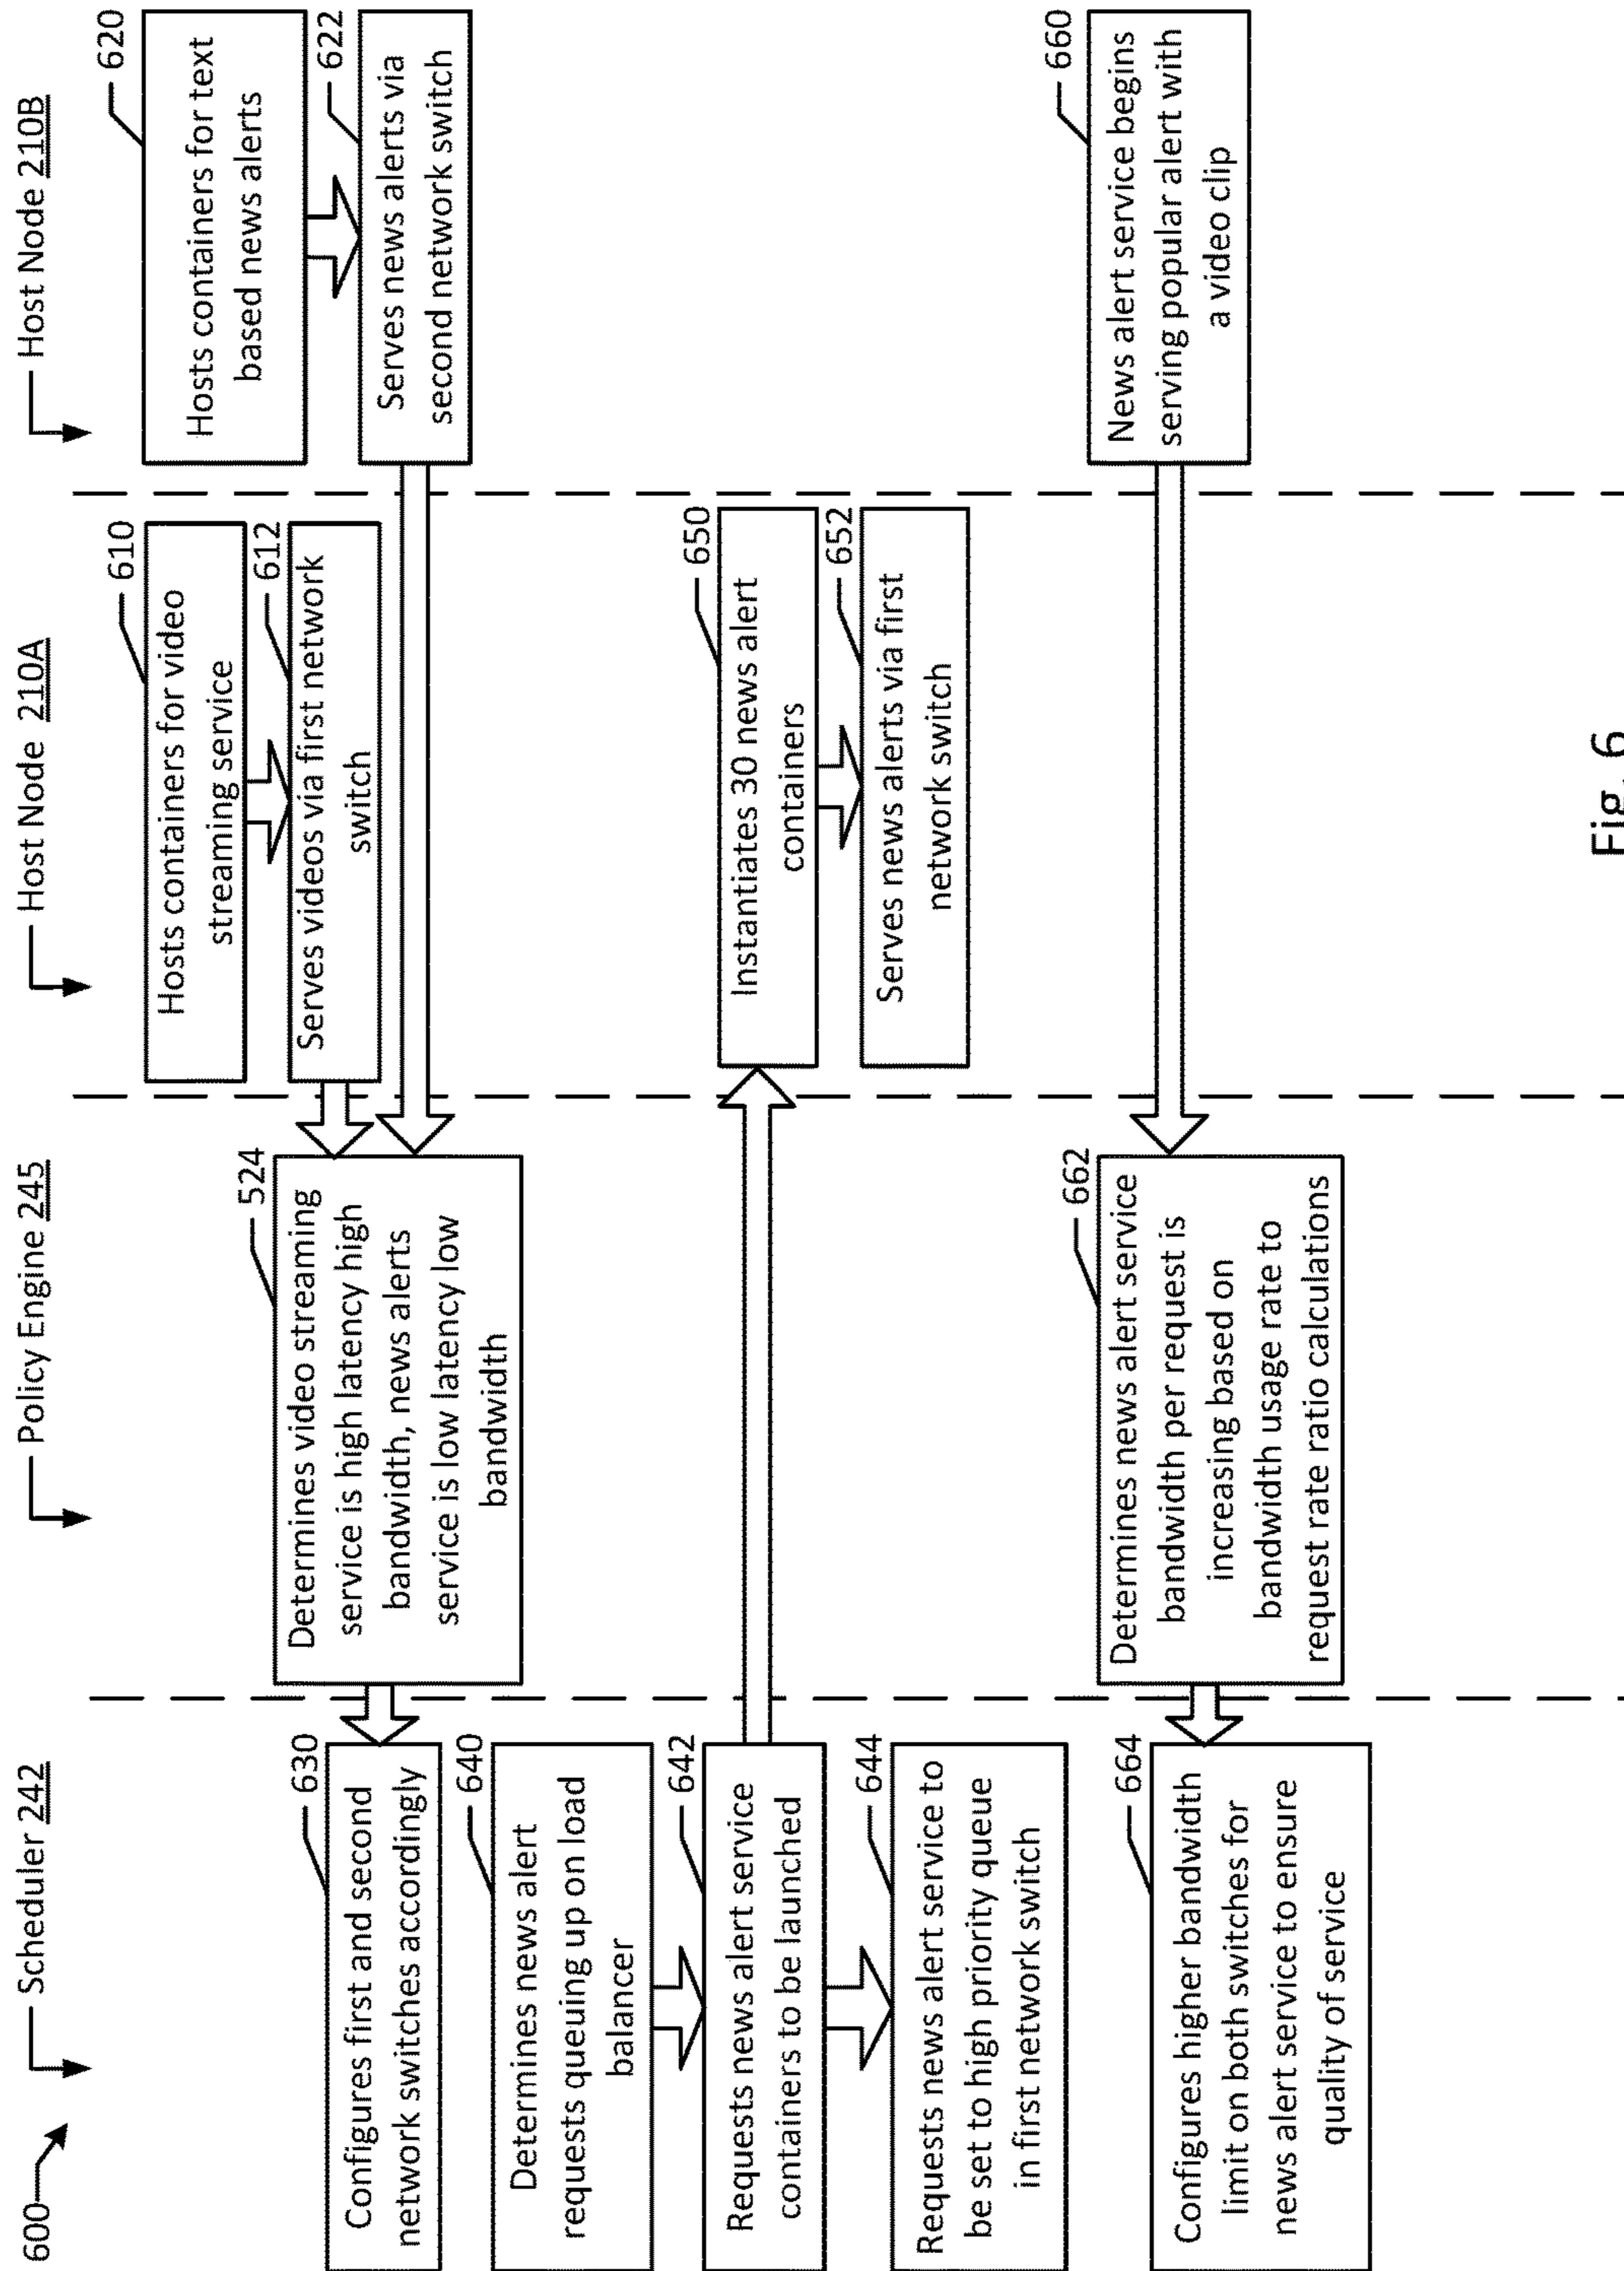 600
Scheduler 242
Policy Engine 245
Host Node 210A
Host Node 210B
610
Hosts containers for video
streaming service
612
Serves videos via first network
switch
620
Hosts containers for text
based news alerts
622
Serves news alerts via
second network switch
524
Determines video streaming
service is high latency high
bandwidth, news alerts
service is low latency low
bandwidth
630
Configures first and second
network switches accordingly
640
Determines news alert
requests queuing up on load
balancer
642
Requests news alert service
containers to be launched
644
Requests news alert service to
be set to high priority queue
in first network switch
650
Instantiates 30 news alert
containers
652
Serves news alerts via first
network switch
660
News alert service begins
serving popular alert with
a video clip
662
Determines news alert service
bandwidth per request is
increasing based on
bandwidth usage rate to
request rate ratio calculations
664
Configures higher bandwidth
limit on both switches for
news alert service to ensure
quality of service
Fig. 6